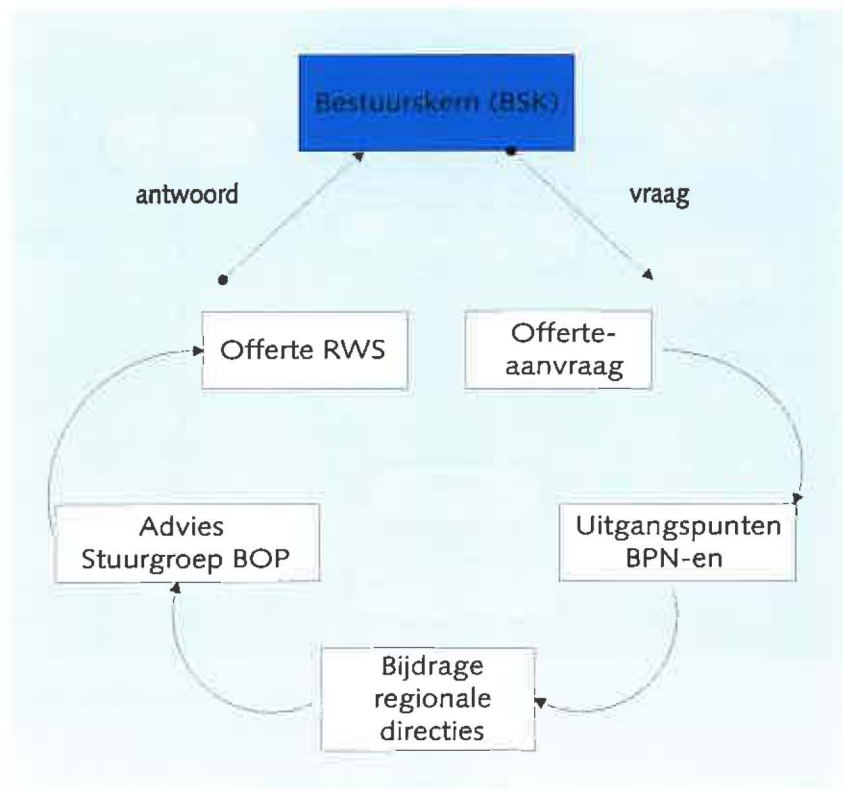 Bestuurskern (BSK)
antwoord
vraag
Offerte RWS
Offerte-
aanvraag
Advies
Stuurgroep BOP
Uitgangspunten
BPN-en
Bijdrage
regionale
directies